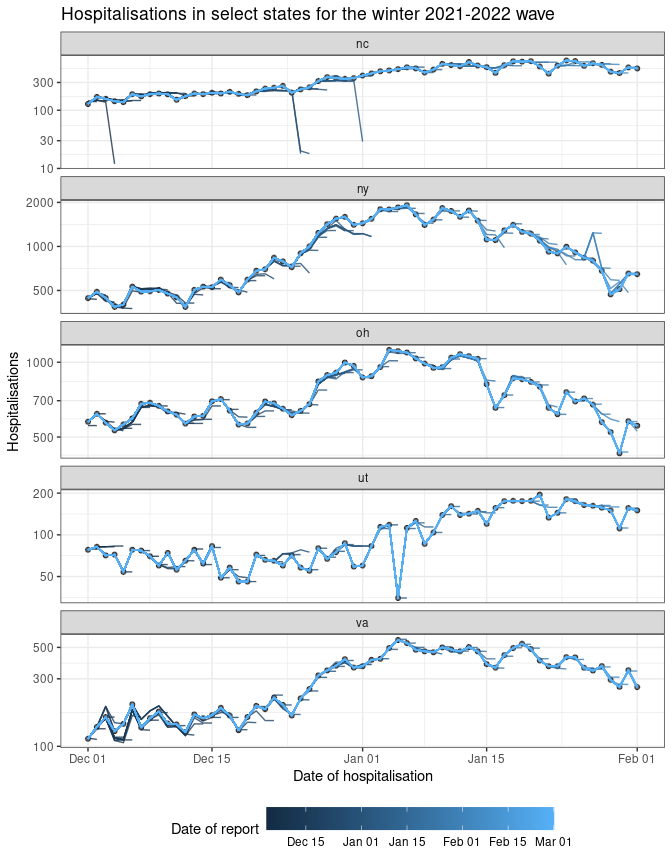 Hospitalisations in select states for the winter 2021-2022 wave
nc
300
100
30
10
ny
2000
1000
500
oh
1000
700
500
ut
200
100
50
va
500
300
100
Hospitalisations
Dec 01 Dec 15 Jan 01 Jan 15 Feb 01
Date of hospitalisation
Date of report
Dec 15 Jan 01 Jan 15 Feb 01 Feb 15 Mar 01